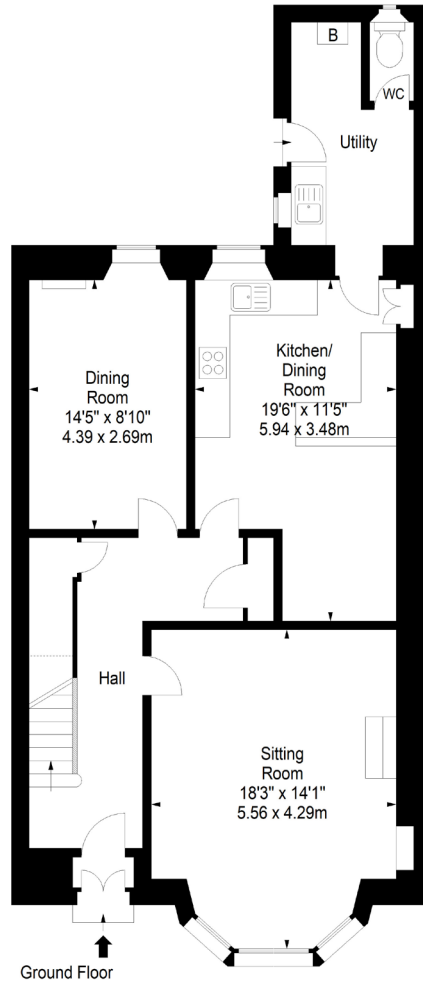 B
WC
Utility
Kitchen/
Dining
Room
19'6" x 11'5"
5.94 x 3.48m
Dining
Room
14'5" x 8'10"
4.39 x 2.69m
Hall
Sitting
Room
18'3" x 14'1"
5.56 x 4.29m
Ground Floor